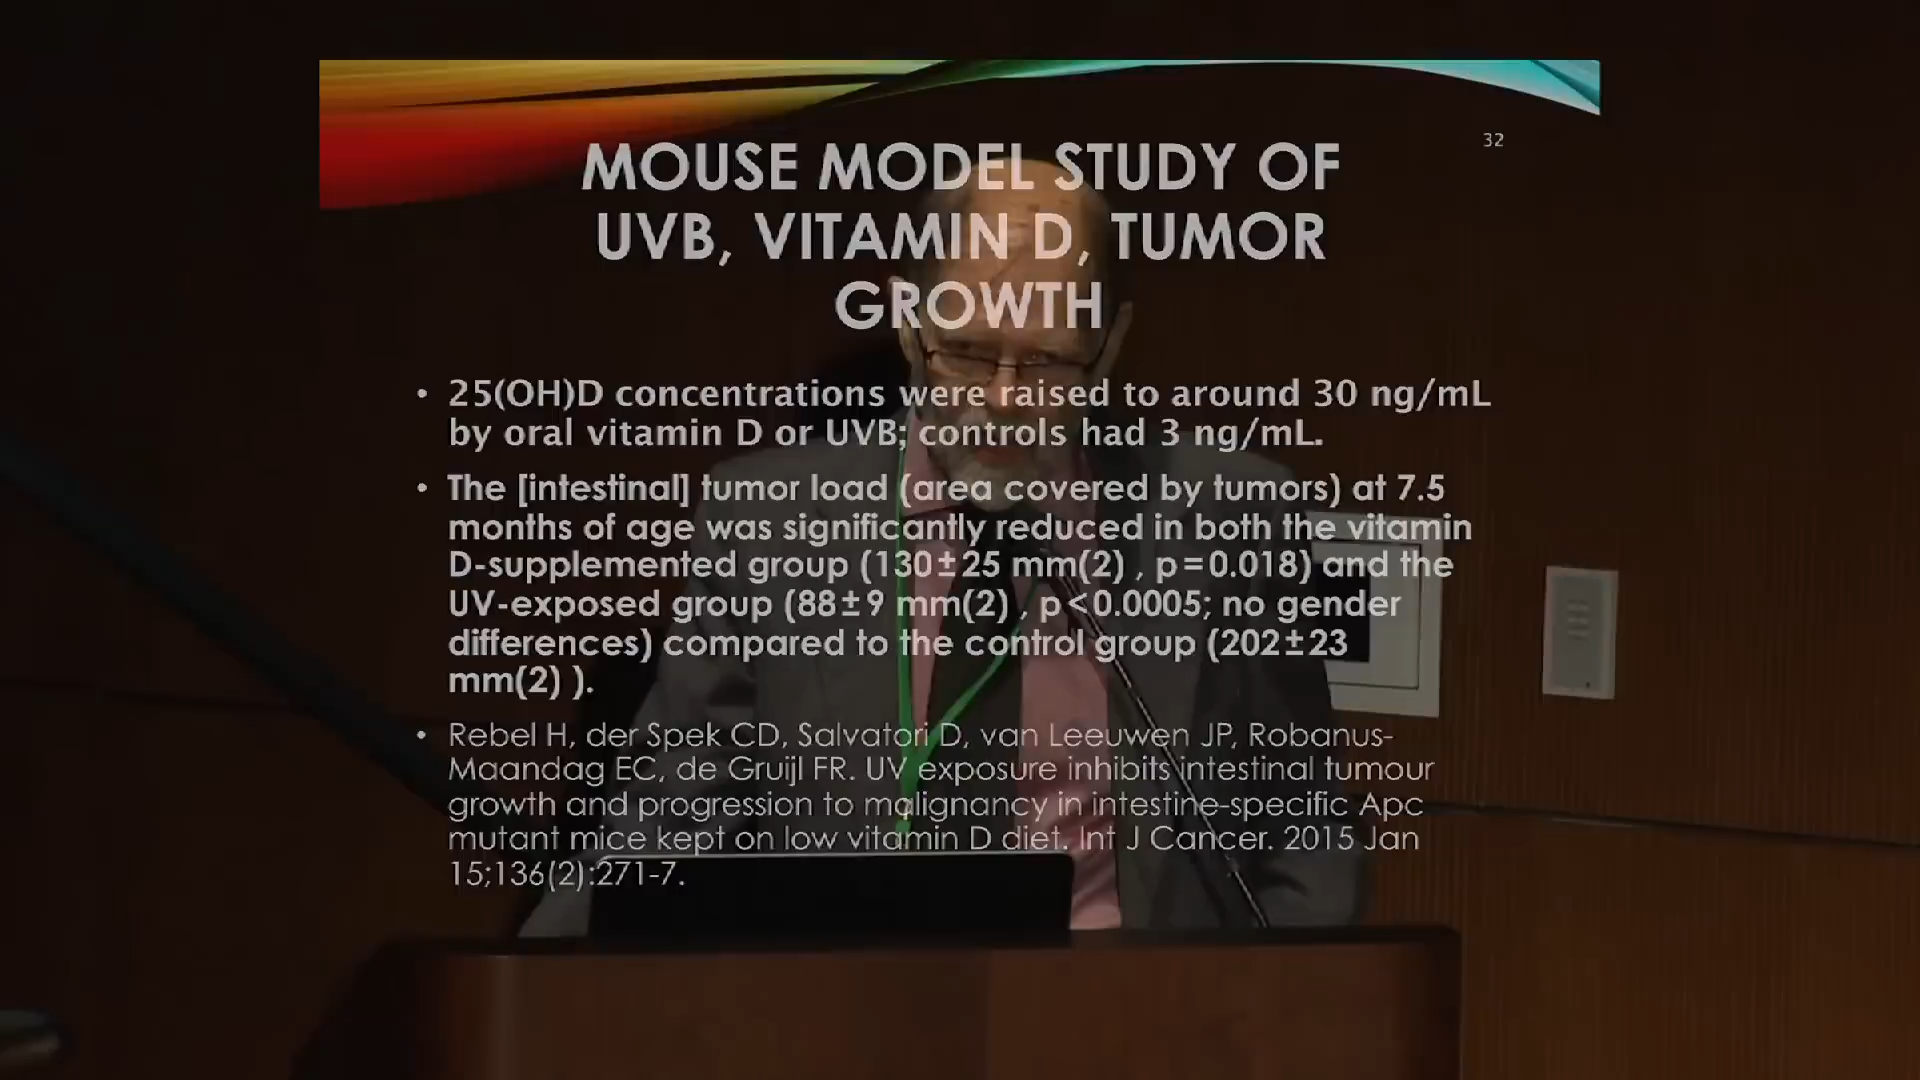 32
MOUSE MODEL STUDY OF
UVB, VITAMIN D, TUMOR
GROWTH
• 25(OH)D concentrations were raised to around 30 ng/mL
by oral vitamin D or UVB; controls had 3 ng/mL.
• The [intestinal] tumor load (area covered by tumors) at 7.5
months of age was significantly reduced in both the vitamin
D-supplemented group (130±25 mm(2) , p=0.018) and the
UV-exposed group (88±9 mm(2) , p<0.0005; no gender
differences) compared to the control group (202±23
mm(2) ).
• Rebel H, der Spek CD, Salvatori D, van Leeuwen JP, Robanus-
Maandag EC, de Gruijl FR. UV exposure inhibits intestinal tumour
growth and progression to malignancy in intestine-specific Apc
mutant mice kept on low vitamin D diet. Int J Cancer. 2015 Jan
15;136(2):271-7.